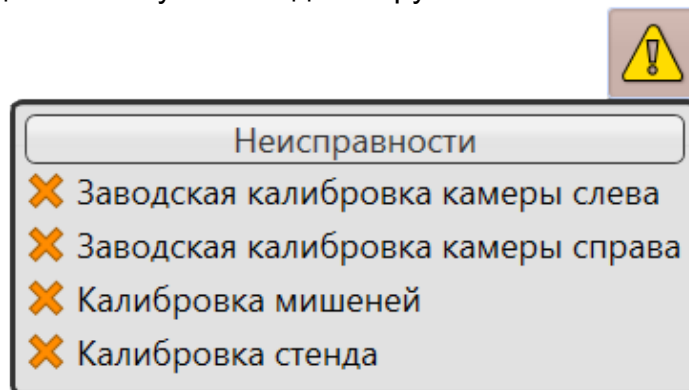 Неисправности
Заводская калибровка камеры слева
Заводская калибровка камеры справа
Калибровка мишеней
Калибровка стенда